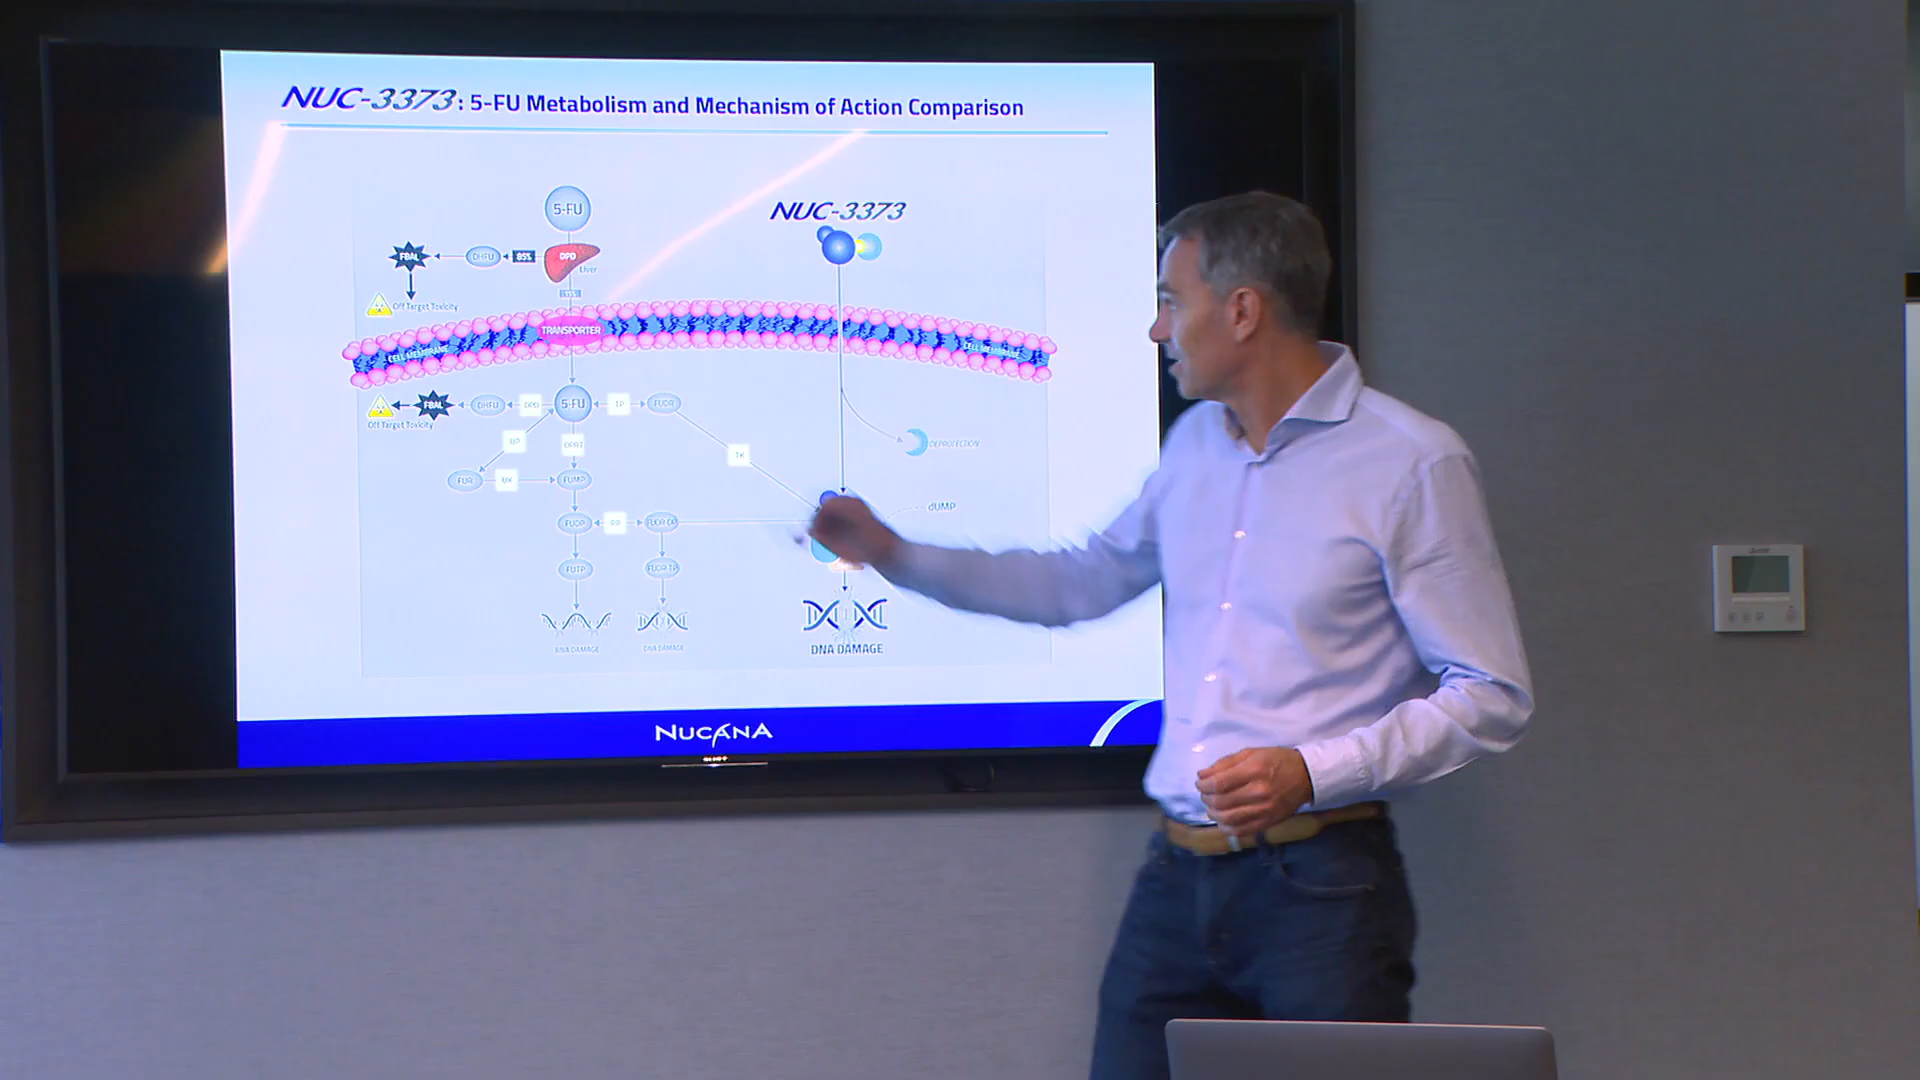 NUC-3373: 5-FU Metabolism and Mechanism of Action Comparison
5-FU
NUC-3373
FBAL
DHFU
85%
DPD
Liver
Off Target Toxicity
TRANSPORTER
CELL MEMBRANE
CELL MEMBRANE
FBAL
DHFU
DPD
5-FU
TP
FUDR
Off Target Toxicity
UP
OPRT
TK
DEPROTECTION
FUR
UK
FUMP
dUMP
FUDP
RR
FUDR-DP
FUTP
FUDR-TP
RNA DAMAGE
DNA DAMAGE
DNA DAMAGE
NUCANA